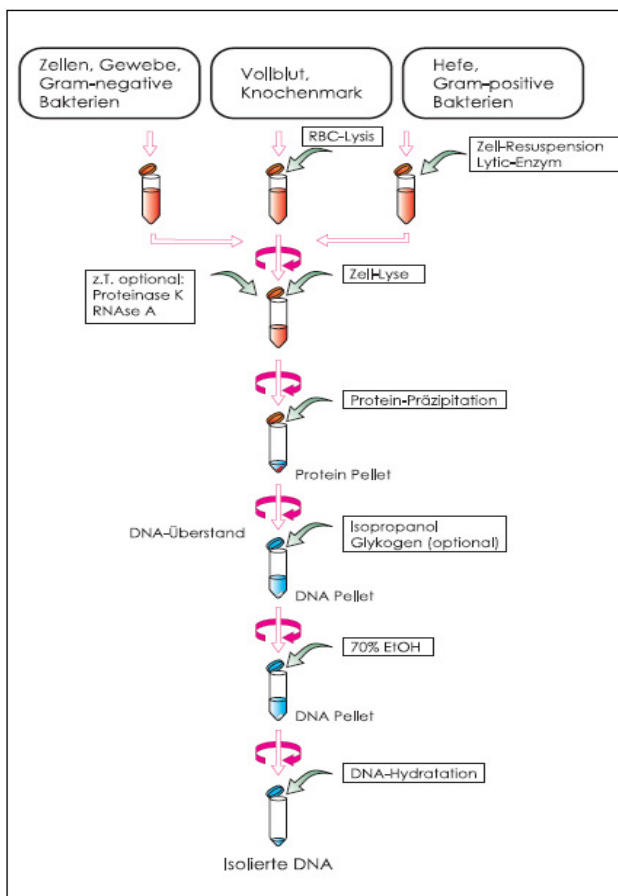 Zellen, Gewebe,
Gram-negative
Bakterien
Vollblut,
Knochenmark
Hefe,
Gram-positive
Bakterien
RBC-Lysis
Zell-Resuspension
Lytic-Enzym
z.T. optional:
Proteinase K
RNAse A
Zell-Lyse
Protein-Präzipitation
Protein Pellet
DNA-Überstand
Isopropanol
Glykogen (optional)
DNA Pellet
70% EtOH
DNA Pellet
DNA-Hydratation
Isolierte DNA